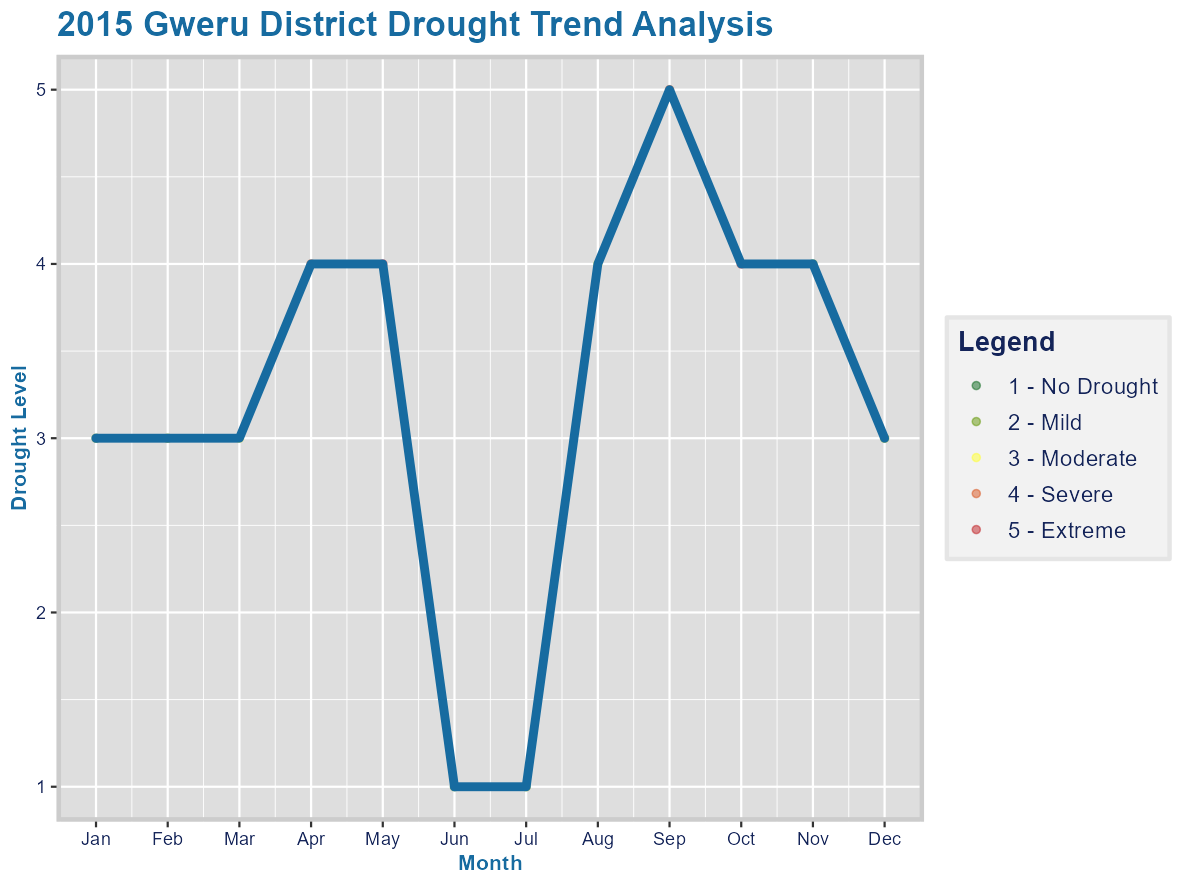 2015 Gweru District Drought Trend Analysis
Drought Level
5
4
3
2
1
Jan Feb Mar Apr May Jun Jul Aug Sep Oct Nov Dec
Month
Legend
1 - No Drought
2 - Mild
3 - Moderate
4 - Severe
5 - Extreme